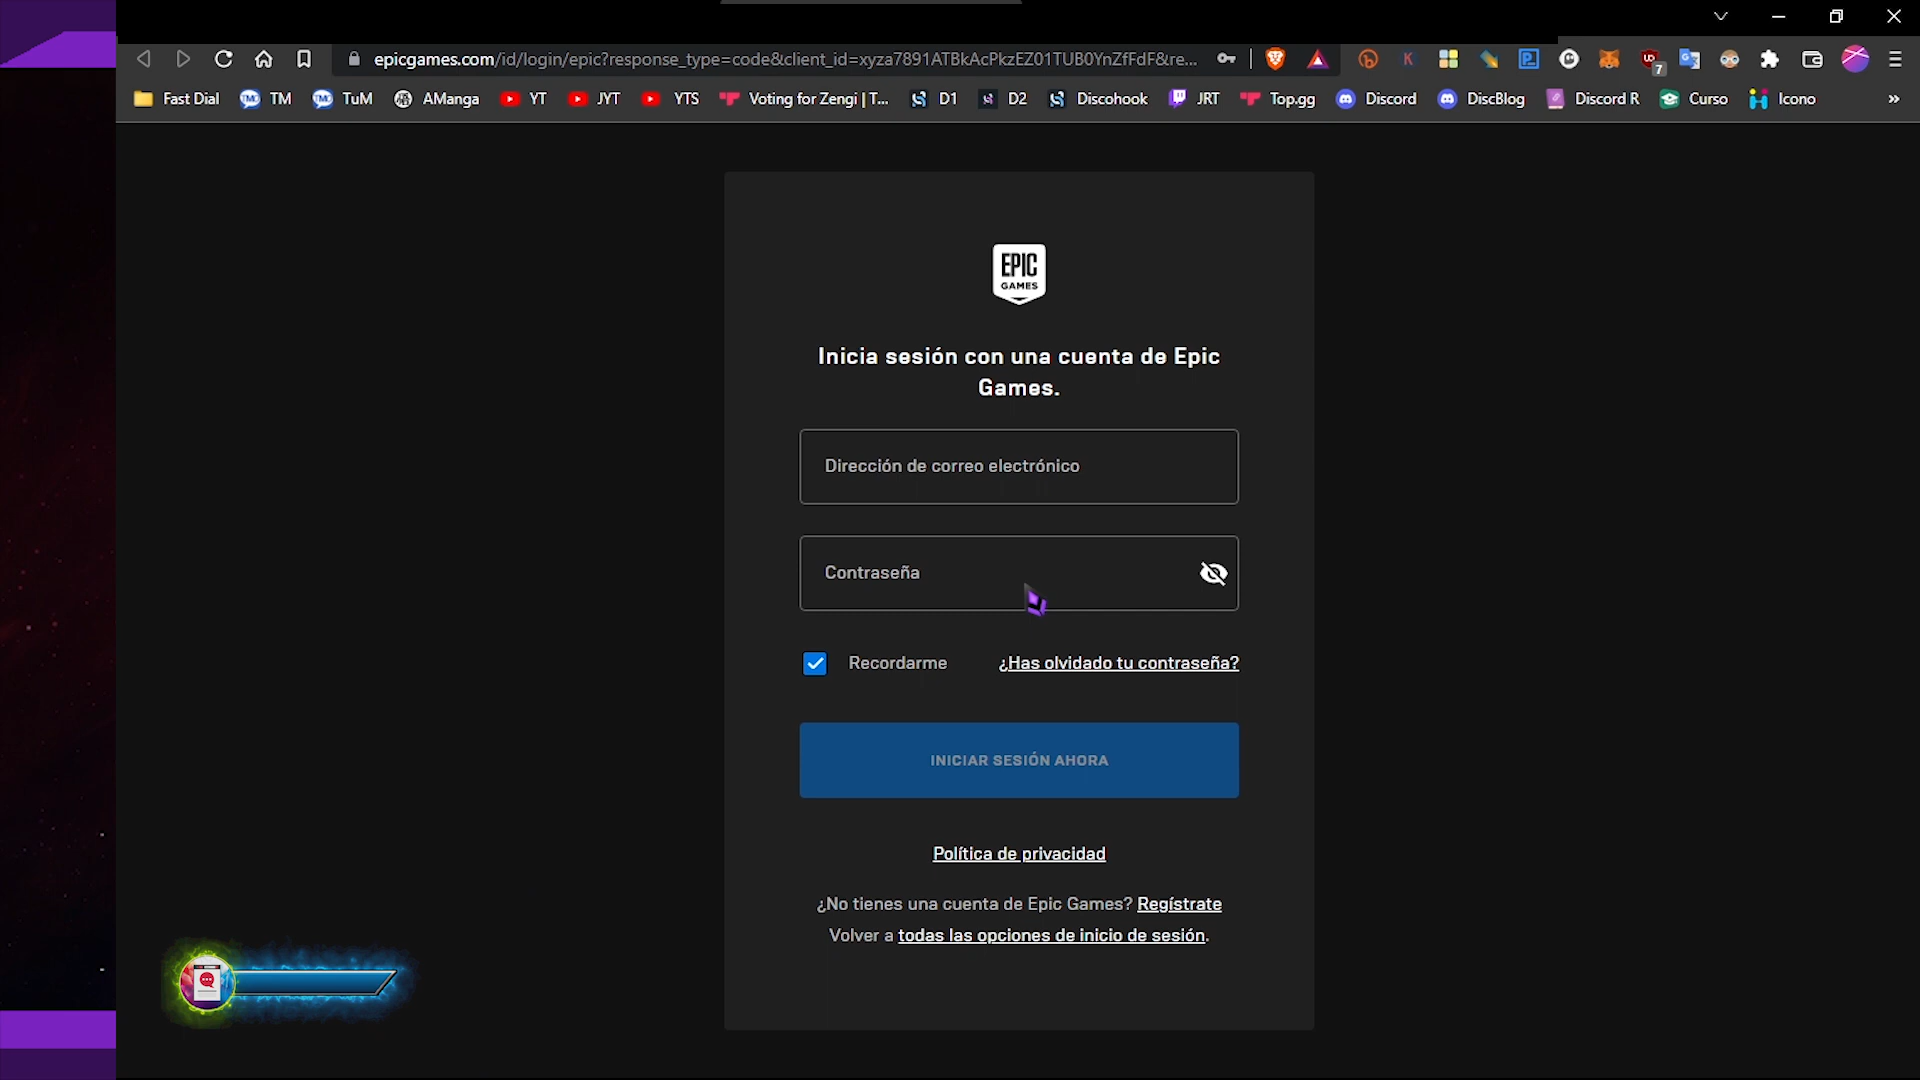 epicgames.com/id/login/epic?response_type=code&client_id=xyza7891ATBkAcPkzEZ01TUB0YnZfFdF&re...
7
Fast Dial TM TuM AManga YT JYT YTS Voting for Zengi | T... D1 D2 Discohook JRT Top.gg Discord DiscBlog Discord R Curso Icono »
EPIC
GAMES
Inicia sesión con una cuenta de Epic
Games.
Dirección de correo electrónico
Contraseña
Recordarme ¿Has olvidado tu contraseña?
INICIAR SESIÓN AHORA
Política de privacidad
¿No tienes una cuenta de Epic Games? Regístrate
Volver a todas las opciones de inicio de sesión.